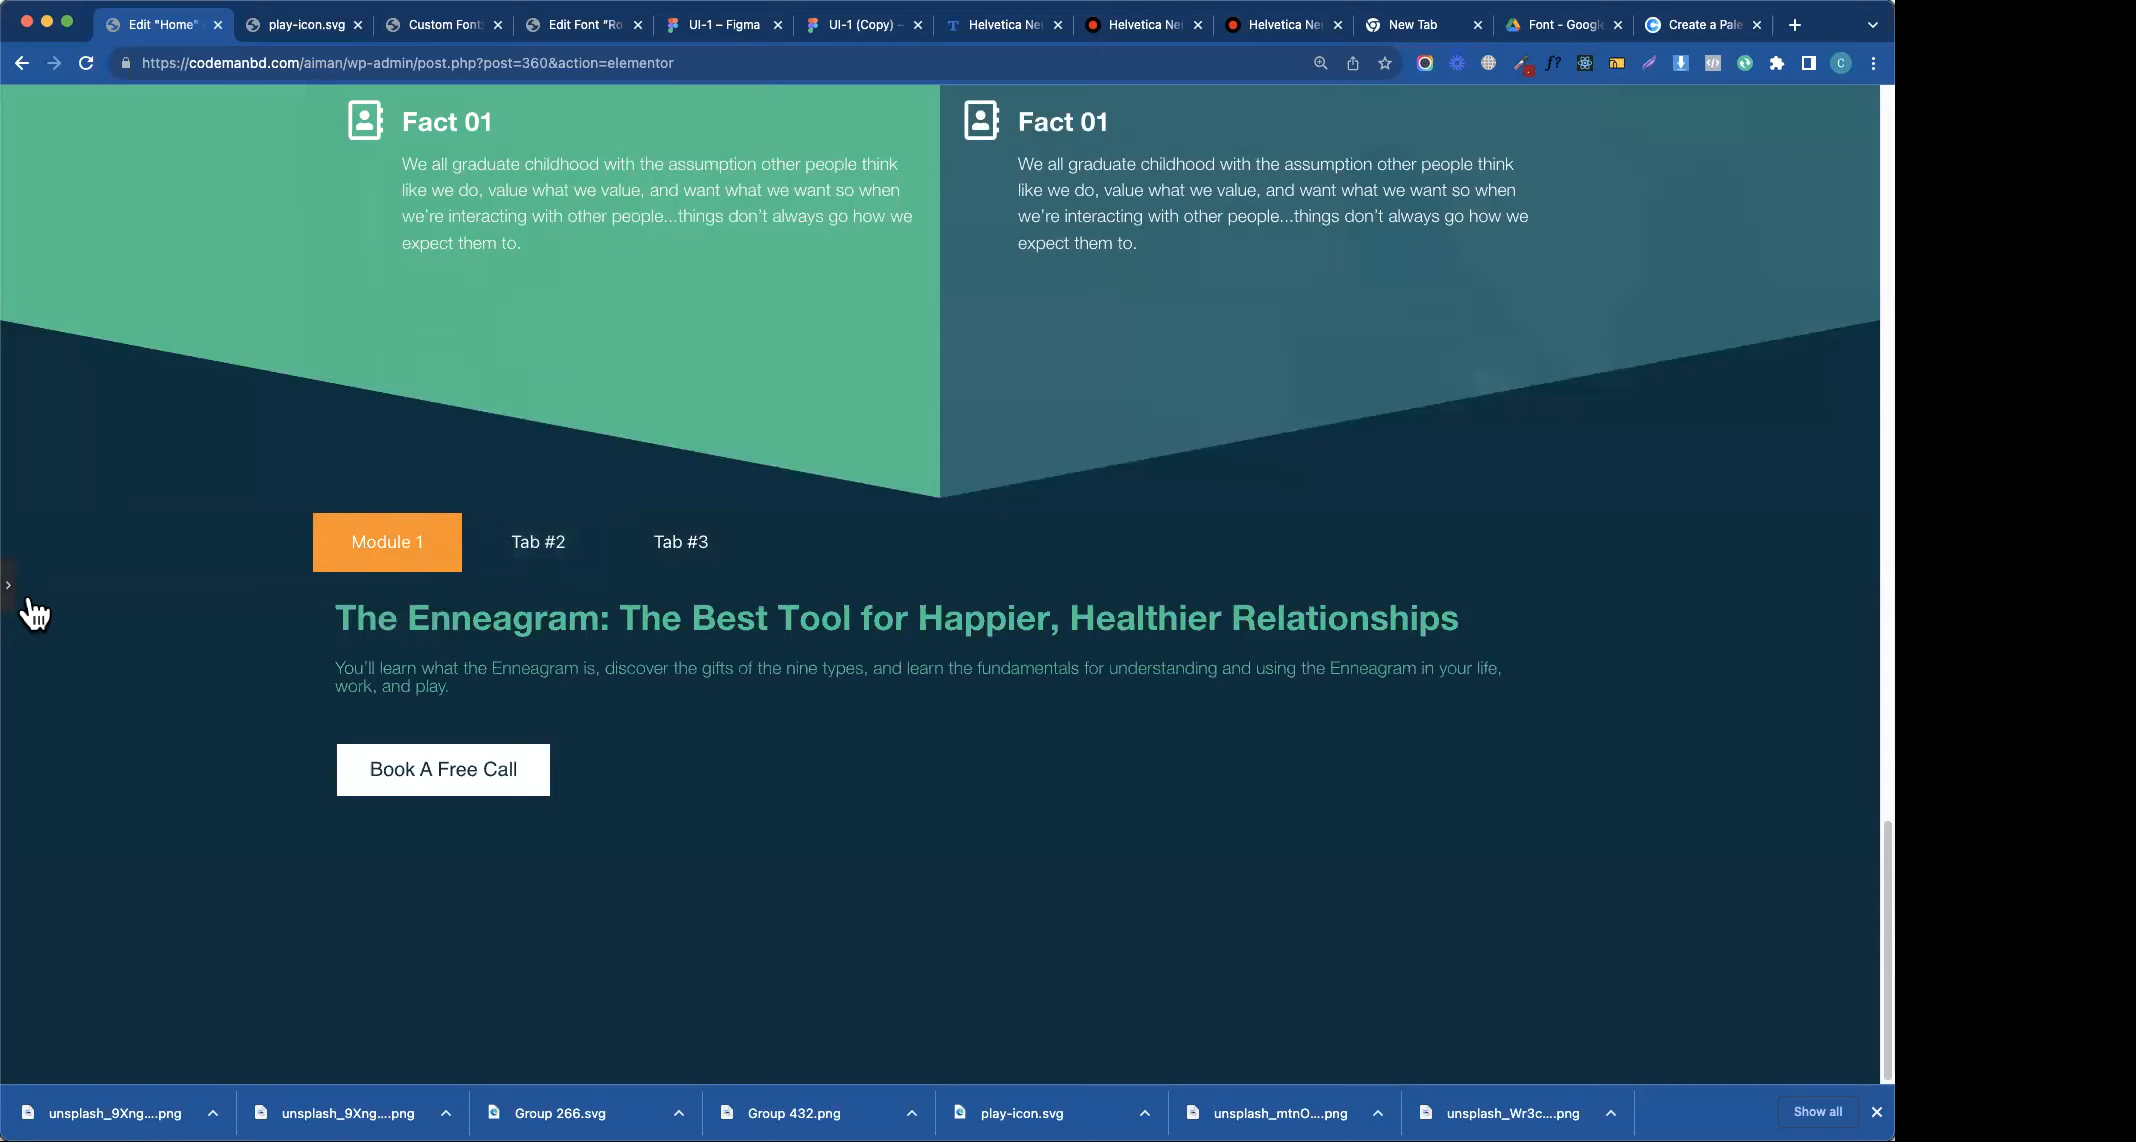 Edit "Home"
play-icon.svg
Custom Font
Edit Font "Ro
UI-1 – Figma
UI-1 (Copy) –
Helvetica Ne
Helvetica Ne
Helvetica Ne
New Tab
Font - Google
Create a Pale
https://codemanbd.com/aiman/wp-admin/post.php?post=360&action=elementor
Fact 01
We all graduate childhood with the assumption other people think
like we do, value what we value, and want what we want so when
we're interacting with other people...things don't always go how we
expect them to.
Fact 01
We all graduate childhood with the assumption other people think
like we do, value what we value, and want what we want so when
we're interacting with other people...things don't always go how we
expect them to.
Module 1
Tab #2
Tab #3
The Enneagram: The Best Tool for Happier, Healthier Relationships
You'll learn what the Enneagram is, discover the gifts of the nine types, and learn the fundamentals for understanding and using the Enneagram in your life,
work, and play.
Book A Free Call
unsplash_9Xng....png
unsplash_9Xng....png
Group 266.svg
Group 432.png
play-icon.svg
unsplash_mtnO....png
unsplash_Wr3c....png
Show all